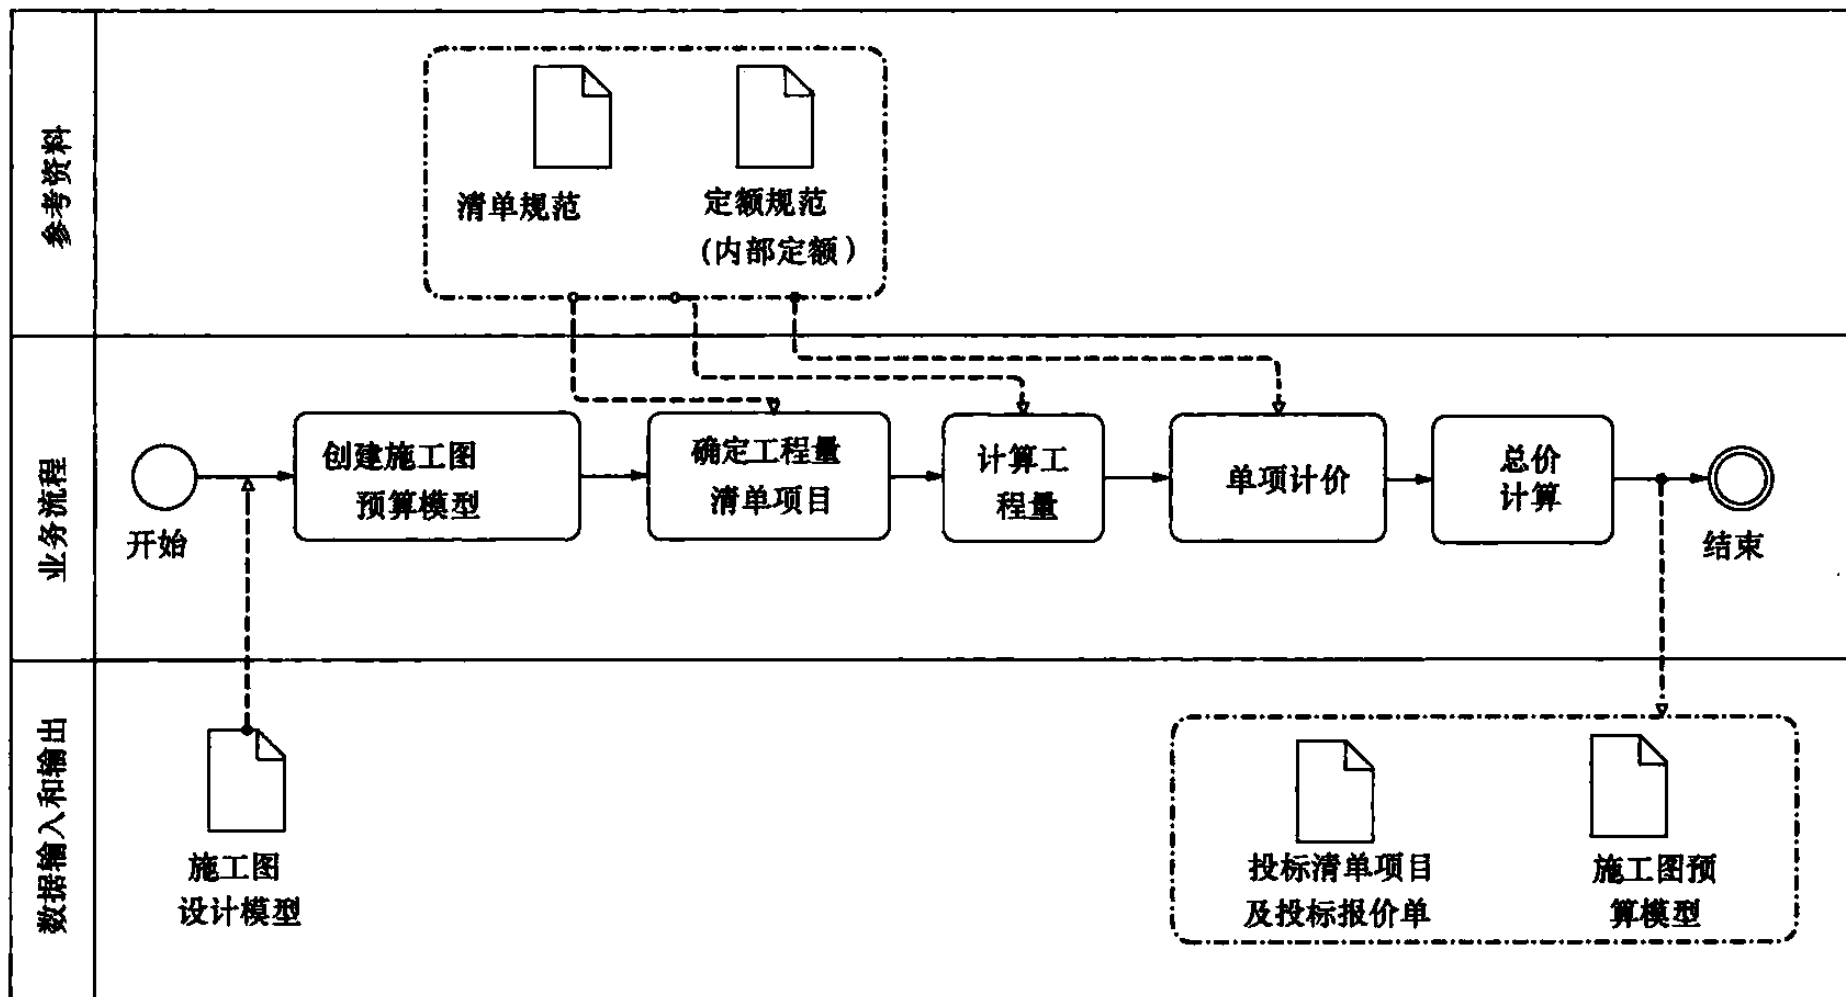 参考资料
清单规范
定额规范
(内部定额)
业务流程
开始
创建施工图
预算模型
确定工程量
清单项目
计算工
程量
单项计价
总价
计算
结束
数据输入和输出
施工图
设计模型
投标清单项目
及投标报价单
施工图预
算模型